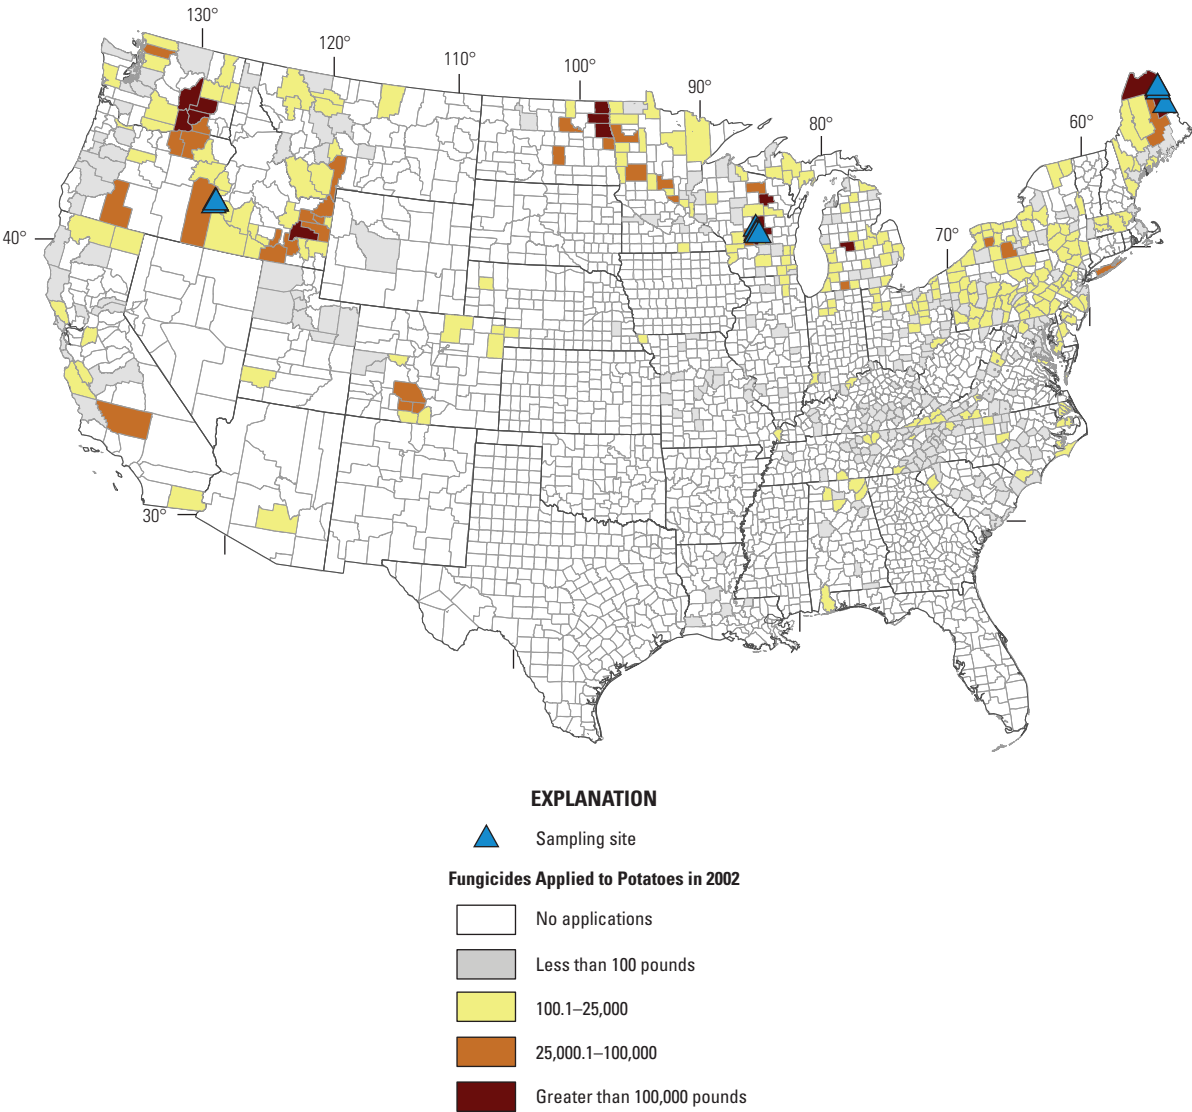 130°
120°
110°
100°
90°
80°
60°
40°
70°
30°
EXPLANATION
Sampling site
Fungicides Applied to Potatoes in 2002
No applications
Less than 100 pounds
100.1–25,000
25,000.1–100,000
Greater than 100,000 pounds